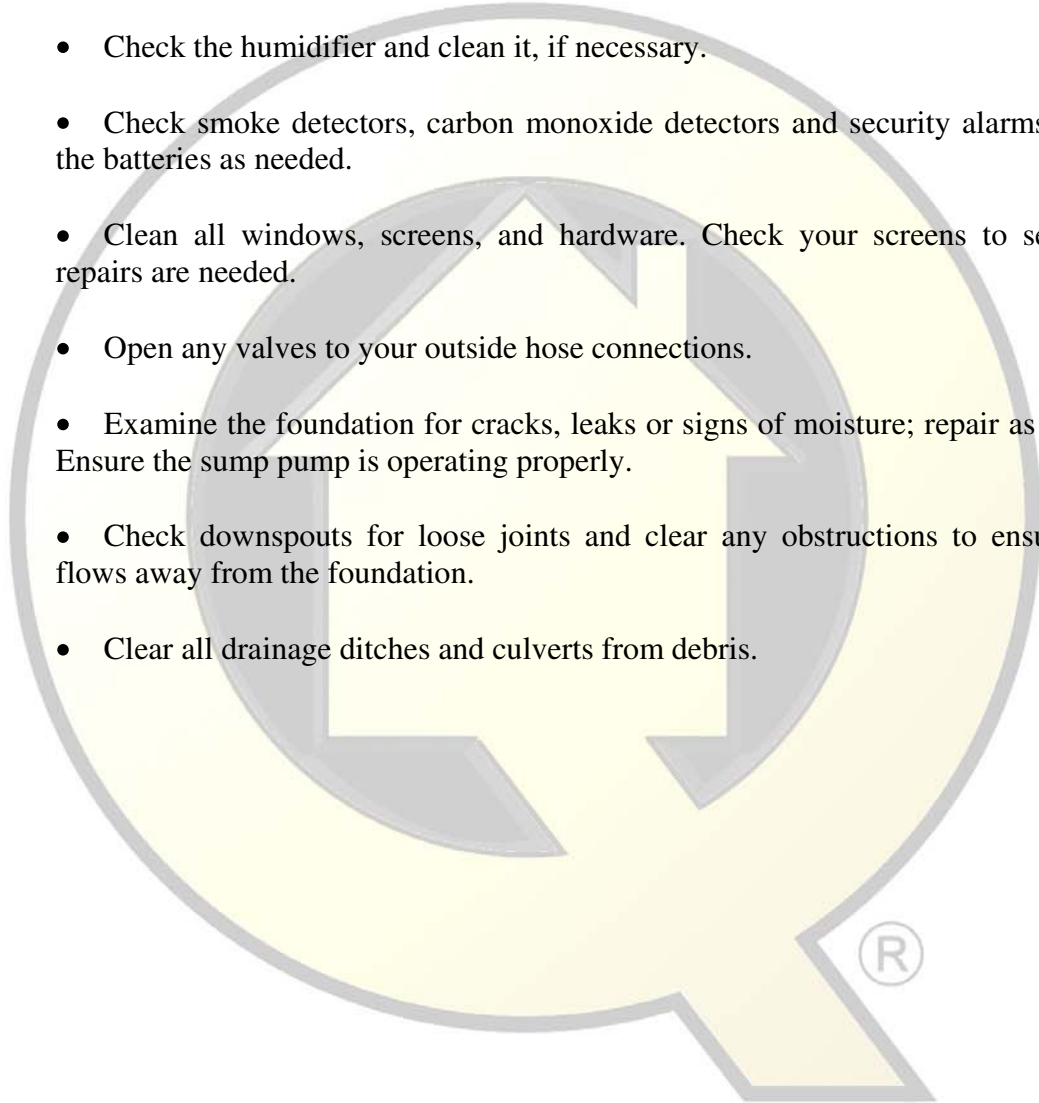 • Check the humidifier and clean it, if necessary.
• Check smoke detectors, carbon monoxide detectors and security alarms
the batteries as needed.
• Clean all windows, screens, and hardware. Check your screens to
repairs are needed.
• Open any valves to your outside hose connections.
• Examine the foundation for cracks, leaks or signs of moisture; repair as
Ensure the sump pump is operating properly.
• Check downspouts for loose joints and clear any obstructions to
flows away from the foundation.
• Clear all drainage ditches and culverts from debris.
®